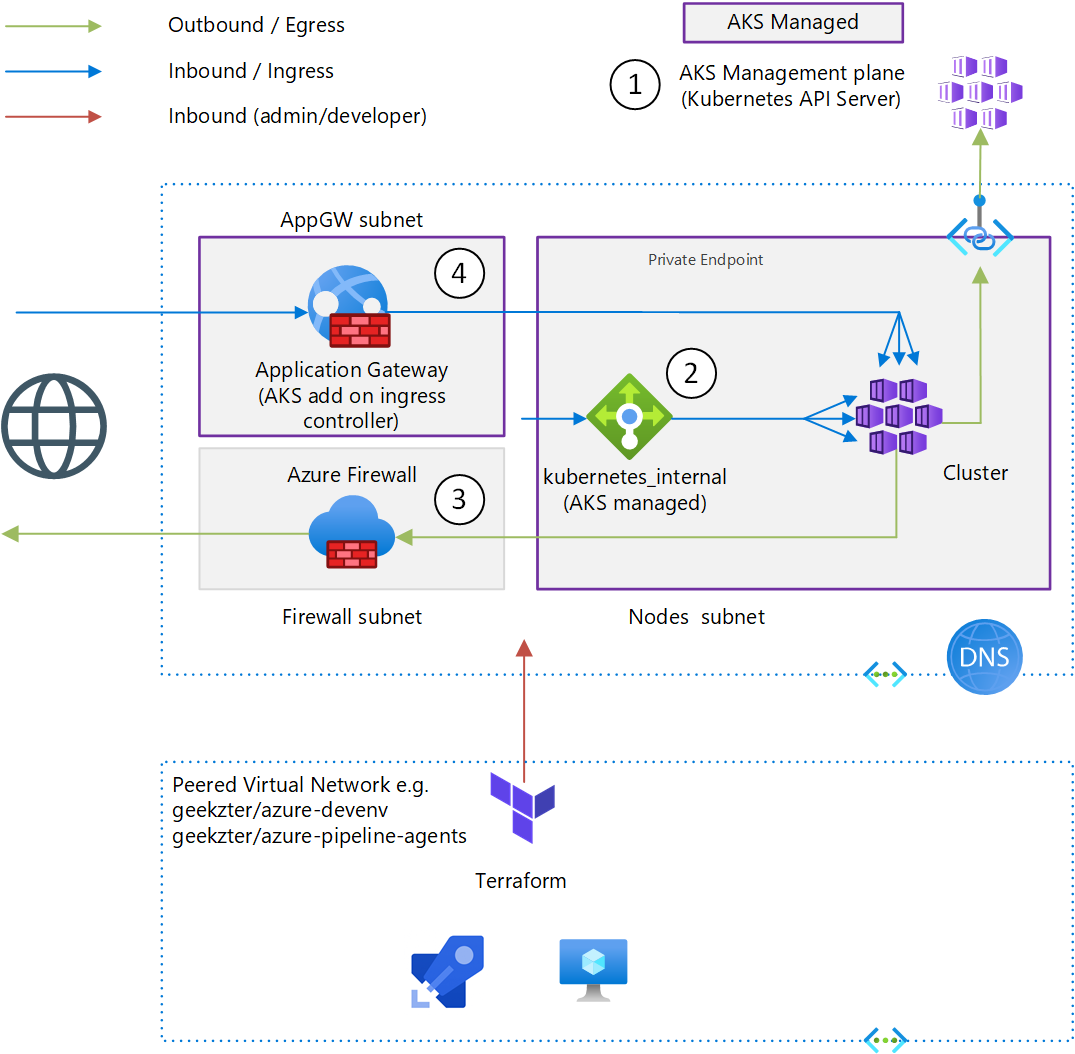 Outbound / Egress
Inbound / Ingress
Inbound (admin/developer)
AKS Managed
1
AKS Management plane
(Kubernetes API Server)
AppGW subnet
4
Application Gateway
(AKS add on ingress
controller)
Private Endpoint
2
kubernetes_internal
(AKS managed)
Cluster
Azure Firewall
3
Firewall subnet
Nodes subnet
DNS
Peered Virtual Network e.g.
geekzter/azure-devenv
geekzter/azure-pipeline-agents
Terraform